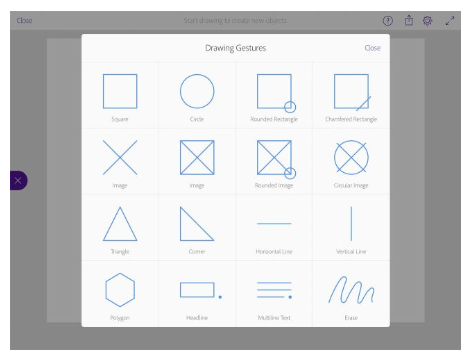 Close Start drawing to create new objects
Drawing Gestures Close
Square Circle Rounded Rectangle Chamfered Rectangle
Image Image Rounded Image Circular Image
Triangle Corner Horizontal Line Vertical Line
Polygon Headline Multiline Text Erase